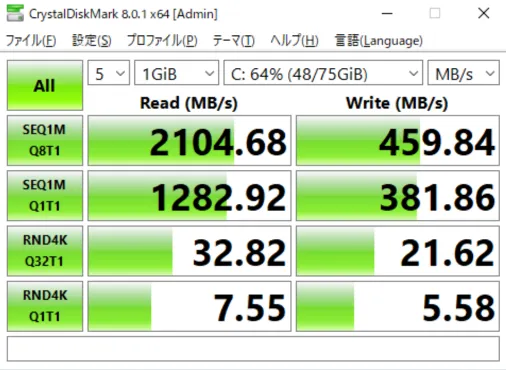 CrystalDiskMark 8.0.1 x64 [Admin]
ファイル(F) 設定(S) プロファイル(P) テーマ(T) ヘルプ(H) 言語(Language)
All 5 1GiB C: 64% (48/75GiB) MB/s
Read (MB/s) Write (MB/s)
SEQ1M
Q8T1 2104.68 459.84
SEQ1M
Q1T1 1282.92 381.86
RND4K
Q32T1 32.82 21.62
RND4K
Q1T1 7.55 5.58